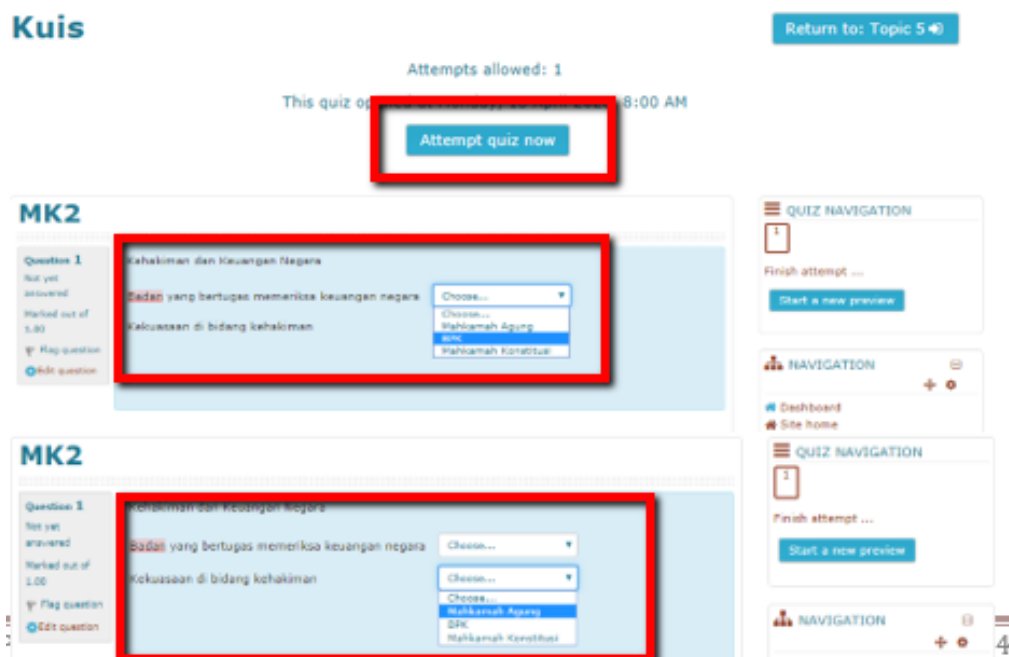 Kuis
Return to: Topic 5
Attempts allowed: 1
This quiz 8:00 AM
Attempt quiz now
MK2
Question 1
Not yet
answered
Marked out of
1.00
Flag question
Edit question
Kehakiman dan Keuangan Negara
Badan yang bertugas memeriksa keuangan negara
Choose...
Kekuasaan di bidang kehakiman
Choose...
Mahkamah Agung
BPK
Mahkamah Konstitusi
QUIZ NAVIGATION
1
Finish attempt ...
Start a new preview
NAVIGATION
Dashboard
Site home
MK2
Question 1
Not yet
answered
Marked out of
1.00
Flag question
Edit question
Kehakiman dan Keuangan Negara
Badan yang bertugas memeriksa keuangan negara
Choose...
Kekuasaan di bidang kehakiman
Choose...
Choose...
Mahkamah Agung
BPK
Mahkamah Konstitusi
QUIZ NAVIGATION
1
Finish attempt ...
Start a new preview
NAVIGATION
4